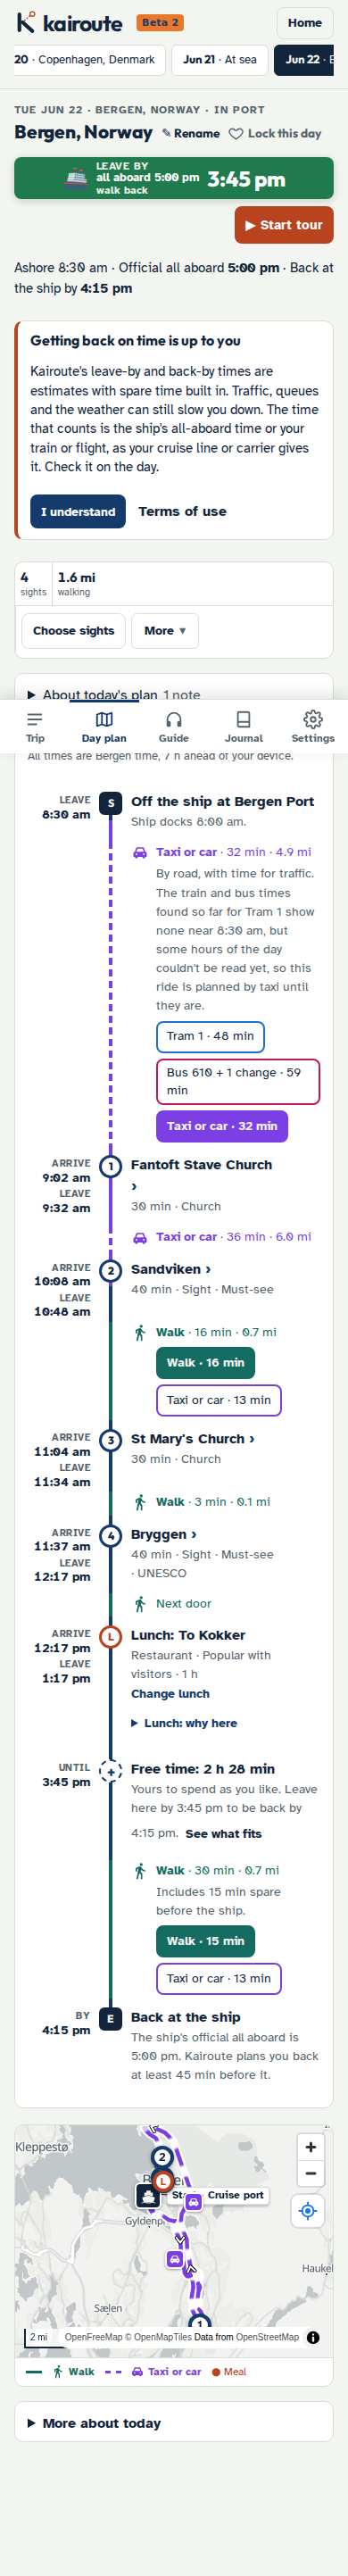 kairoute
Beta 2
Home
20 · Copenhagen, Denmark
Jun 21 · At sea
Jun 22 ·
TUE JUN 22 · BERGEN, NORWAY · IN PORT
Bergen, Norway ✎ Rename Lock this day
LEAVE BY
all aboard 5:00 pm
walk back
3:45 pm
▶ Start tour
Ashore 8:30 am · Official all aboard 5:00 pm · Back at
the ship by 4:15 pm
Getting back on time is up to you
Kairoute's leave-by and back-by times are
estimates with spare time built in. Traffic, queues
and the weather can still slow you down. The time
that counts is the ship's all-aboard time or your
train or flight, as your cruise line or carrier gives
it. Check it on the day.
I understand
Terms of use
4
sights
1.6 mi
walking
Choose sights
More ▾
▶ About today's plan 1 note
Trip
Day plan
Guide
Journal
Settings
All times are Bergen time, 7 h ahead of your device.
LEAVE
8:30 am
S
Off the ship at Bergen Port
Ship docks 8:00 am.
Taxi or car · 32 min · 4.9 mi
By road, with time for traffic.
The train and bus times
found so far for Tram 1 show
none near 8:30 am, but
some hours of the day
couldn't be read yet, so this
ride is planned by taxi until
they are.
Tram 1 · 48 min
Bus 610 + 1 change · 59
min
Taxi or car · 32 min
ARRIVE
9:02 am
LEAVE
9:32 am
1
Fantoft Stave Church
›
30 min · Church
Taxi or car · 36 min · 6.0 mi
ARRIVE
10:08 am
LEAVE
10:48 am
2
Sandviken ›
40 min · Sight · Must-see
Walk · 16 min · 0.7 mi
Walk · 16 min
Taxi or car · 13 min
ARRIVE
11:04 am
LEAVE
11:34 am
3
St Mary's Church ›
30 min · Church
Walk · 3 min · 0.1 mi
ARRIVE
11:37 am
LEAVE
12:17 pm
4
Bryggen ›
40 min · Sight · Must-see
· UNESCO
Next door
ARRIVE
12:17 pm
LEAVE
1:17 pm
L
Lunch: To Kokker
Restaurant · Popular with
visitors · 1 h
Change lunch
▶ Lunch: why here
UNTIL
3:45 pm
+
Free time: 2 h 28 min
Yours to spend as you like. Leave
here by 3:45 pm to be back by
4:15 pm. See what fits
Walk · 30 min · 0.7 mi
Includes 15 min spare
before the ship.
Walk · 15 min
Taxi or car · 13 min
BY
4:15 pm
E
Back at the ship
The ship's official all aboard is
5:00 pm. Kairoute plans you back
at least 45 min before it.
Kleppestø
2
L
Cruise port
Sælen
1
+
−
2 mi
OpenFreeMap © OpenMapTiles Data from OpenStreetMap
Walk
Taxi or car
Meal
▶ More about today